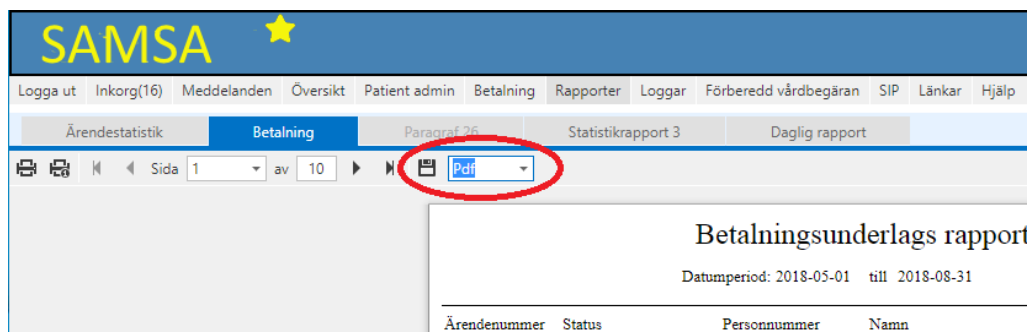 SAMSA
Logga ut Inkorg(16) Meddelanden Översikt Patient admin Betalning Rapporter Loggar Förberedd vårdbegäran SIP Länkar Hjälp
Ärendestatistik Betalning Paragraf 26 Statistikrapport 3 Daglig rapport
Sida 1 av 10 Pdf
Betalningsunderlags rapport
Datumperiod: 2018-05-01 till 2018-08-31
Ärendenummer Status Personnummer Namn